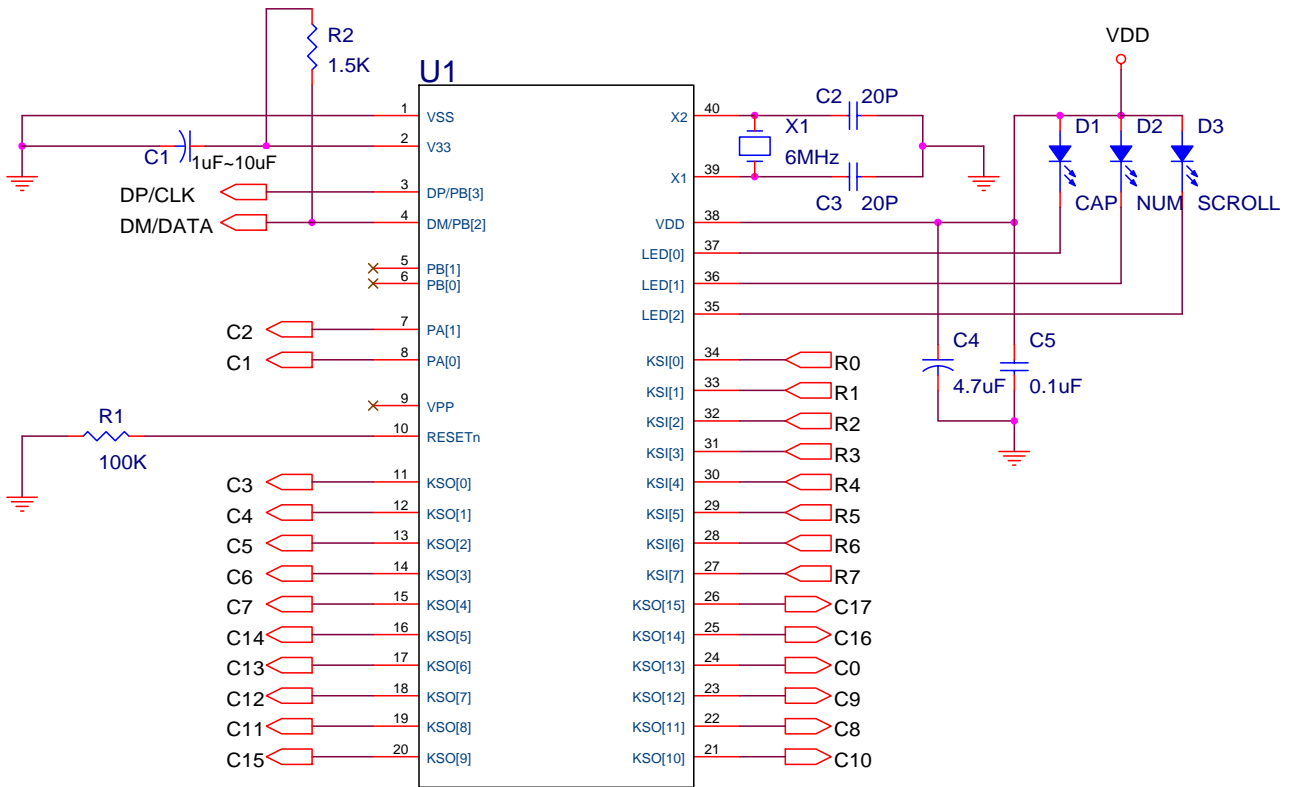 R2
1.5K
U1
VDD
1 VSS
C1 1uF~10uF
2 V33
DP/CLK 3 DP/PB[3]
DM/DATA 4 DM/PB[2]
5 PB[1]
6 PB[0]
C2 7 PA[1]
C1 8 PA[0]
9 VPP
R1
100K
10 RESETn
C3 11 KSO[0]
C4 12 KSO[1]
C5 13 KSO[2]
C6 14 KSO[3]
C7 15 KSO[4]
C14 16 KSO[5]
C13 17 KSO[6]
C12 18 KSO[7]
C11 19 KSO[8]
C15 20 KSO[9]
X2 40
C2 20P
X1
6MHz
X1 39
C3 20P
D1 D2 D3
CAP NUM SCROLL
VDD 38
LED[0] 37
LED[1] 36
LED[2] 35
C4
4.7uF
C5
0.1uF
KSI[0] 34 R0
KSI[1] 33 R1
KSI[2] 32 R2
KSI[3] 31 R3
KSI[4] 30 R4
KSI[5] 29 R5
KSI[6] 28 R6
KSI[7] 27 R7
KSO[15] 26 C17
KSO[14] 25 C16
KSO[13] 24 C0
KSO[12] 23 C9
KSO[11] 22 C8
KSO[10] 21 C10